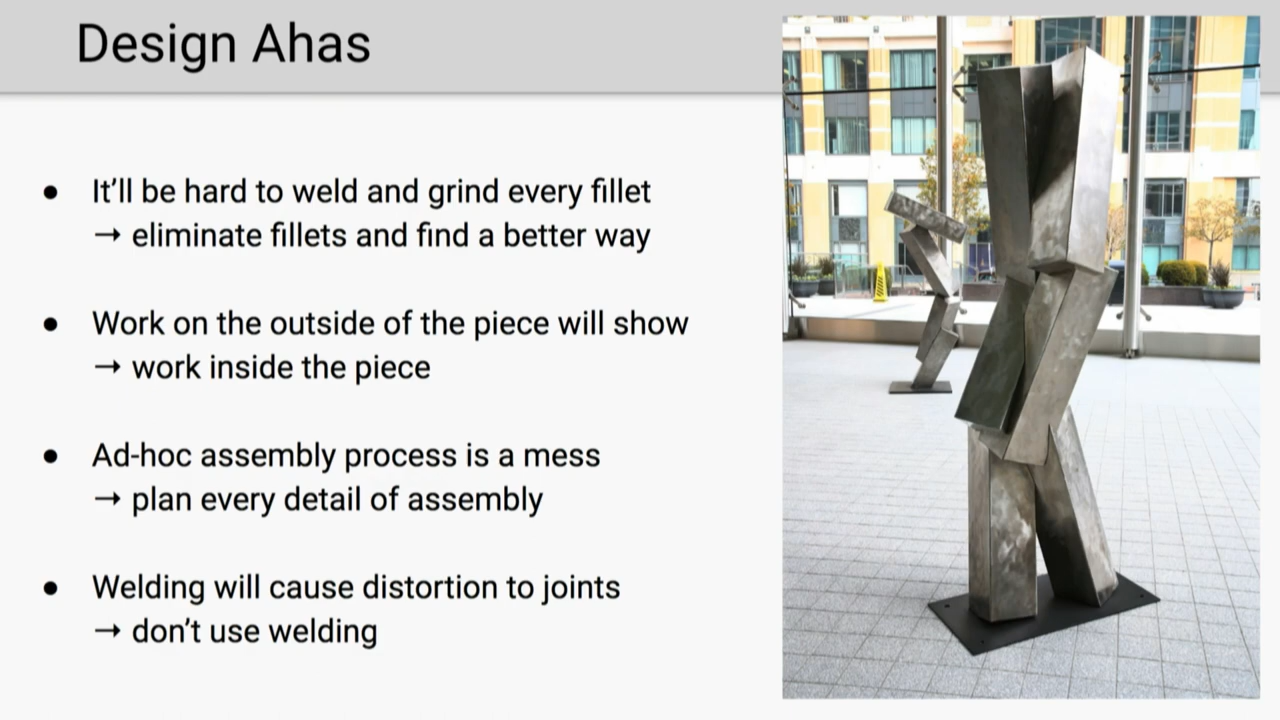 Design Ahas
● It’ll be hard to weld and grind every fillet
→ eliminate fillets and find a better way
● Work on the outside of the piece will show
→ work inside the piece
● Ad-hoc assembly process is a mess
→ plan every detail of assembly
● Welding will cause distortion to joints
→ don’t use welding